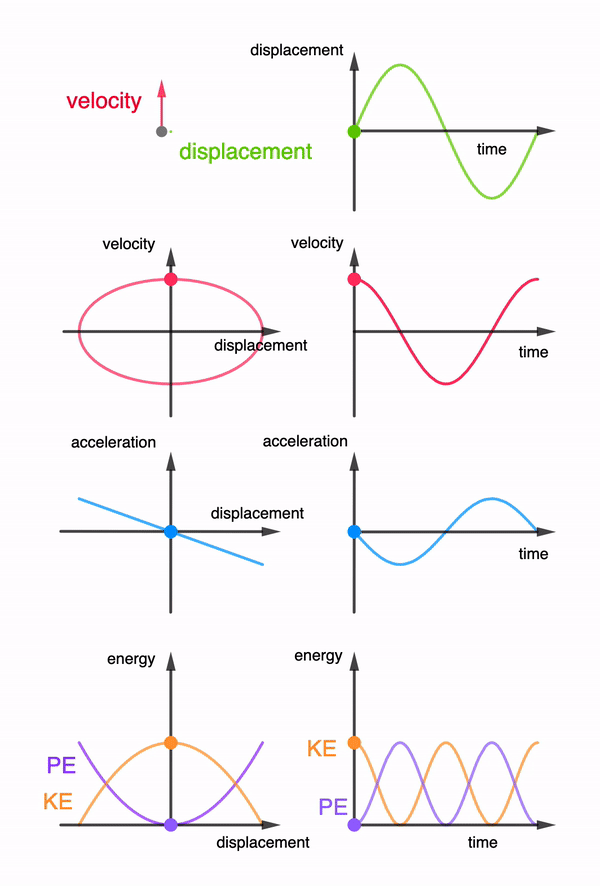 displacement
velocity
displacement
time
velocity
velocity
displacement
time
acceleration
acceleration
displacement
time
energy
energy
PE
KE
KE
PE
displacement
time